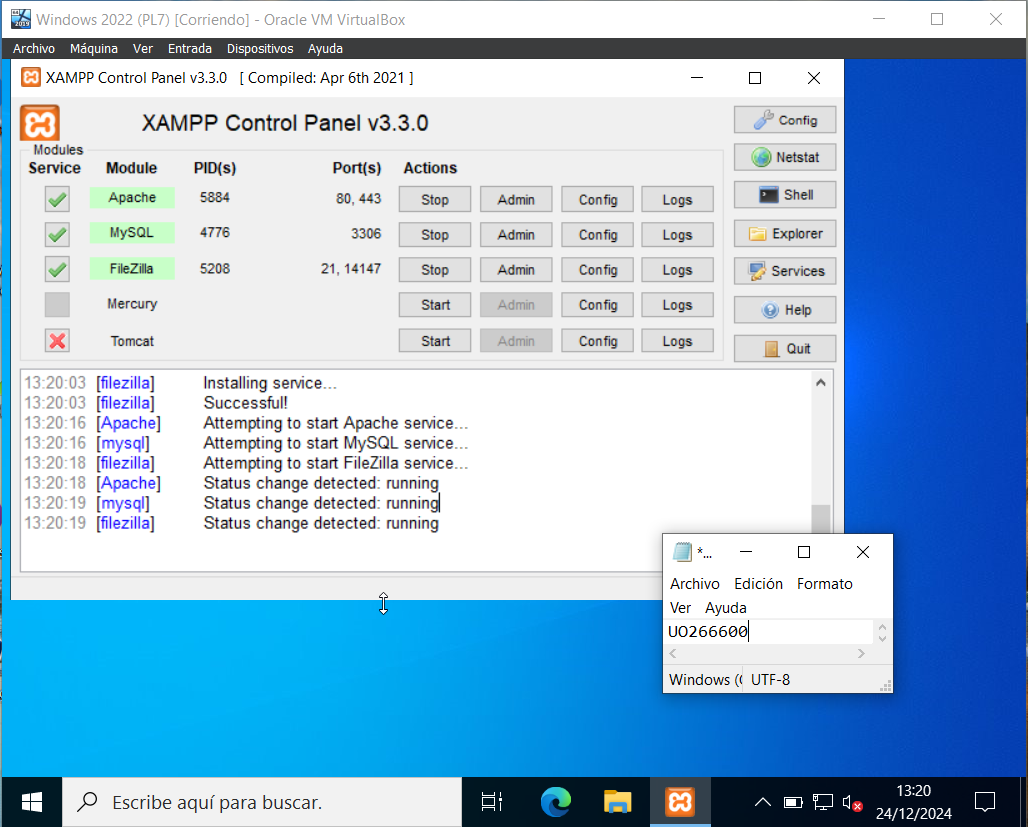 Windows 2022 (PL7) [Corriendo] - Oracle VM VirtualBox
Archivo Máquina Ver Entrada Dispositivos Ayuda
XAMPP Control Panel v3.3.0 [ Compiled: Apr 6th 2021 ]
XAMPP Control Panel v3.3.0
Config
Modules
Service Module PID(s) Port(s) Actions
Netstat
Apache 5884 80, 443 Stop Admin Config Logs
Shell
MySQL 4776 3306 Stop Admin Config Logs
Explorer
FileZilla 5208 21, 14147 Stop Admin Config Logs
Services
Mercury Start Admin Config Logs
Help
Tomcat Start Admin Config Logs
Quit
13:20:03 [filezilla] Installing service...
13:20:03 [filezilla] Successful!
13:20:16 [Apache] Attempting to start Apache service...
13:20:16 [mysql] Attempting to start MySQL service...
13:20:18 [filezilla] Attempting to start FileZilla service...
13:20:18 [Apache] Status change detected: running
13:20:19 [mysql] Status change detected: running
13:20:19 [filezilla] Status change detected: running
*...
Archivo Edición Formato
Ver Ayuda
UO266600
Windows (C UTF-8
Escribe aquí para buscar.
13:20
24/12/2024